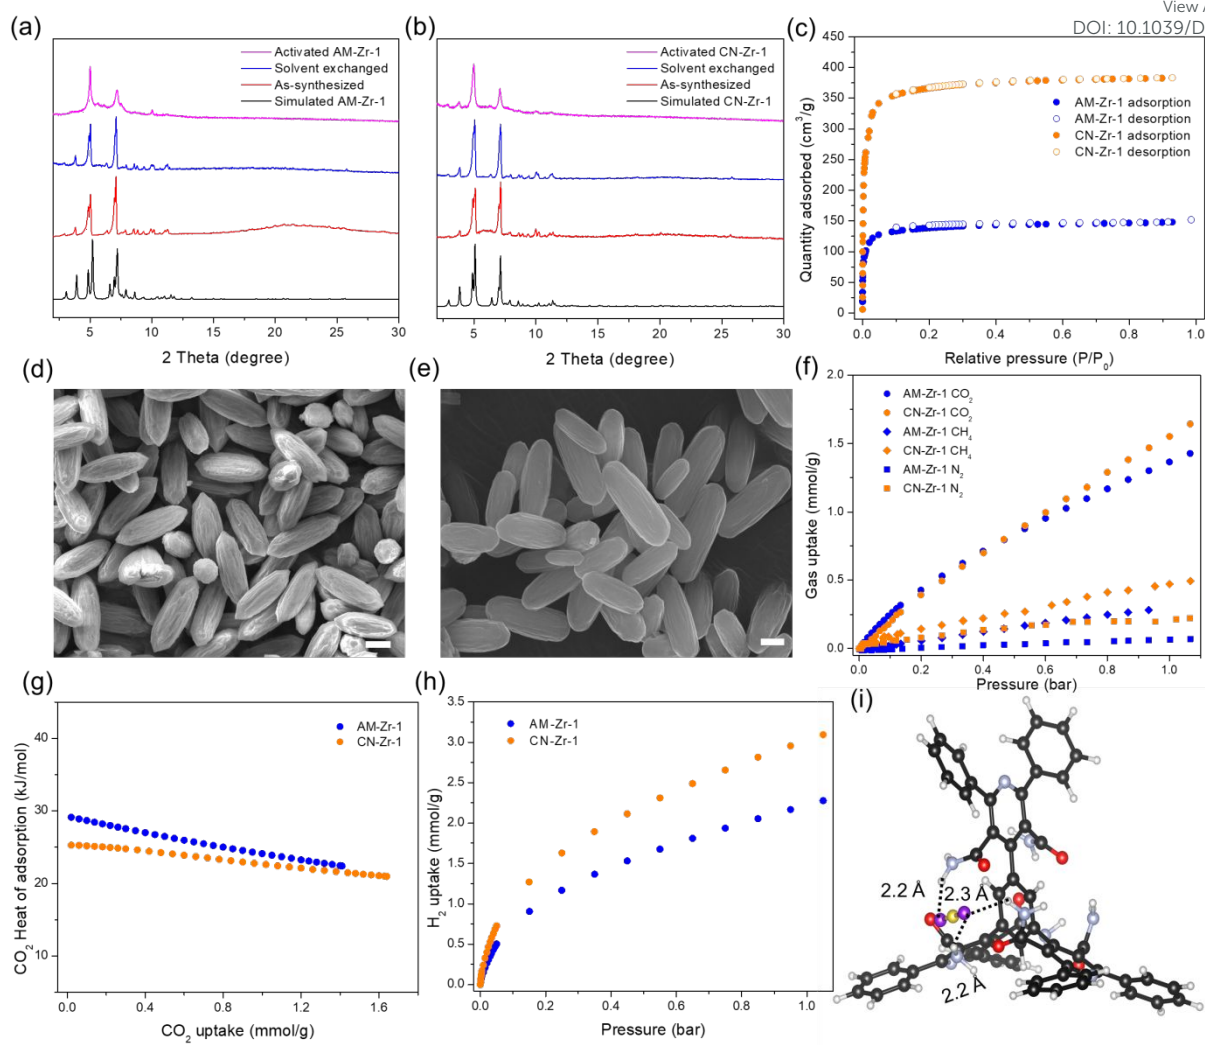 View A
DOI: 10.1039/D
(a)
Activated AM-Zr-1
Solvent exchanged
As-synthesized
Simulated AM-Zr-1
5 10 15 20 25 30
2 Theta (degree)
(b)
Activated CN-Zr-1
Solvent exchanged
As-synthesized
Simulated CN-Zr-1
5 10 15 20 25 30
2 Theta (degree)
(c)
Quantity adsorbed (cm³/g)
450
400
350
300
250
200
150
100
50
0
AM-Zr-1 adsorption
AM-Zr-1 desorption
CN-Zr-1 adsorption
CN-Zr-1 desorption
0.0 0.2 0.4 0.6 0.8 1.0
Relative pressure (P/P₀)
(d)
(e)
(f)
Gas uptake (mmol/g)
2.0
1.5
1.0
0.5
0.0
AM-Zr-1 CO₂
CN-Zr-1 CO₂
AM-Zr-1 CH₄
CN-Zr-1 CH₄
AM-Zr-1 N₂
CN-Zr-1 N₂
0.0 0.2 0.4 0.6 0.8 1.0
Pressure (bar)
(g)
CO₂ Heat of adsorption (kJ/mol)
40
30
20
10
AM-Zr-1
CN-Zr-1
0.0 0.4 0.8 1.2 1.6
CO₂ uptake (mmol/g)
(h)
H₂ uptake (mmol/g)
3.5
3.0
2.5
2.0
1.5
1.0
0.5
0.0
AM-Zr-1
CN-Zr-1
0.0 0.2 0.4 0.6 0.8 1.0
Pressure (bar)
(i)
2.2 Å
2.3 Å
2.2 Å